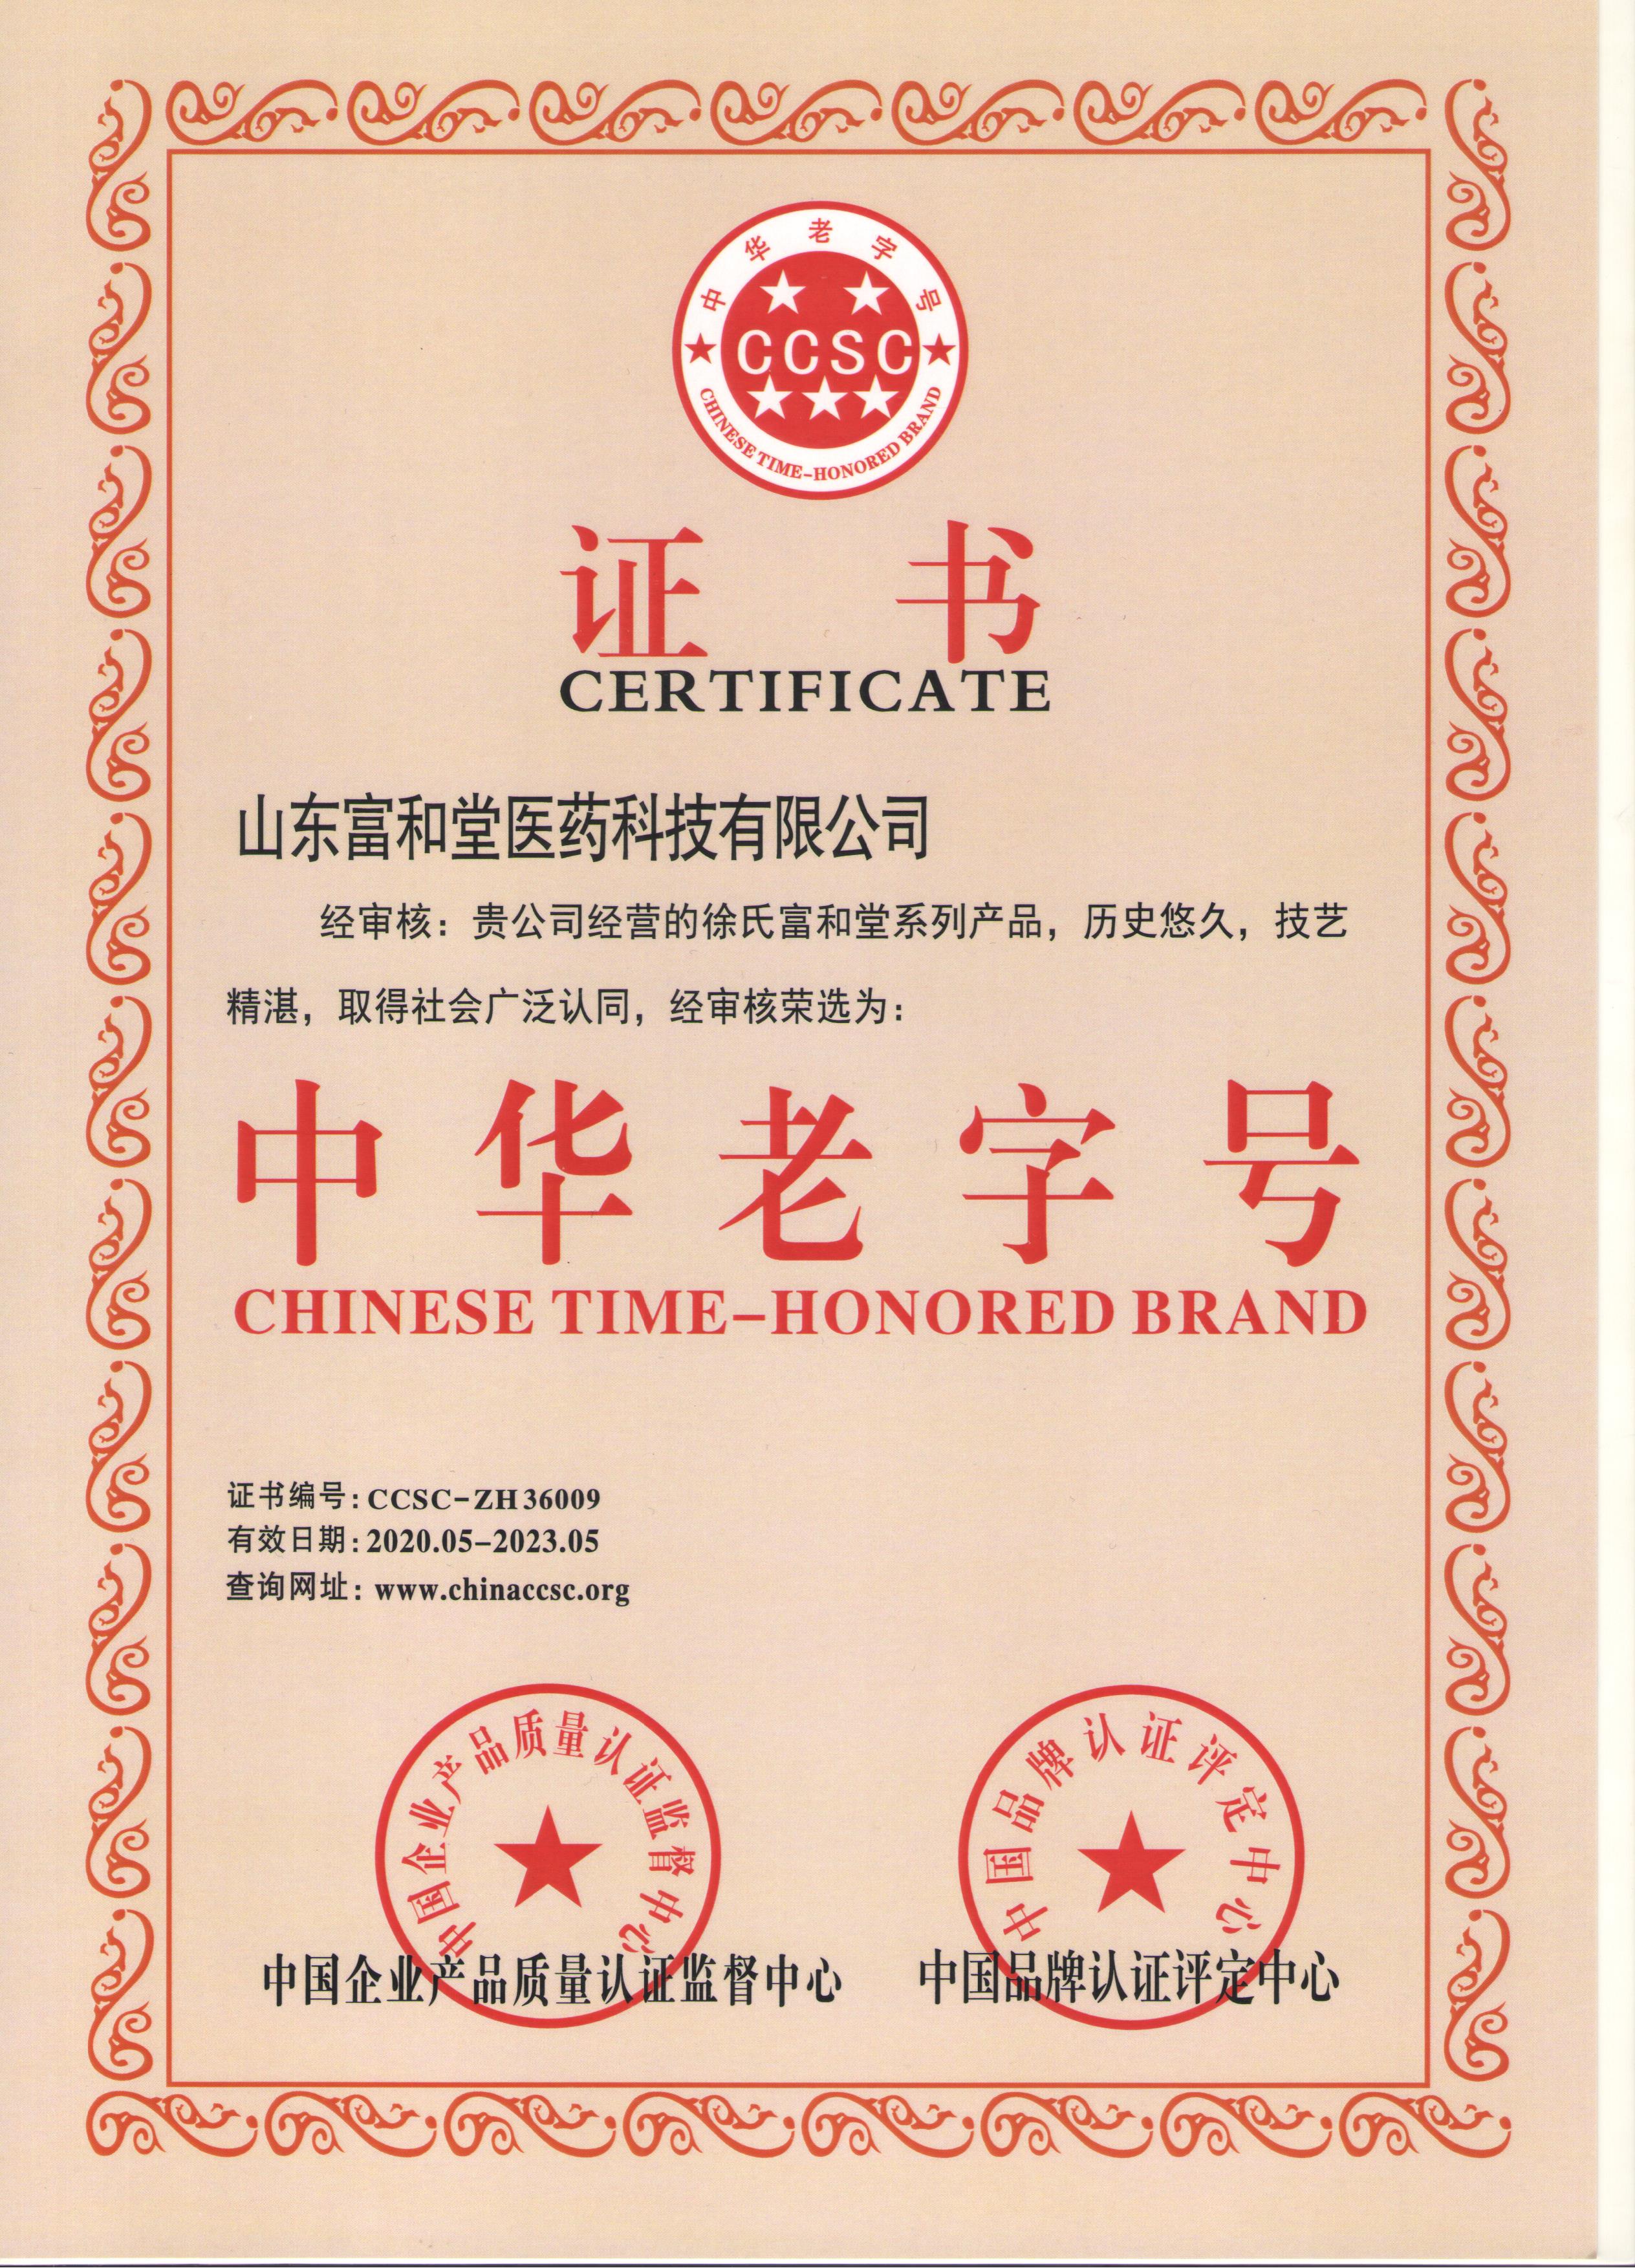 中华老字号
CCSC
CHINESE TIME-HONORED BRAND
证 书
CERTIFICATE
山东富和堂医药科技有限公司
经审核：贵公司经营的徐氏富和堂系列产品，历史悠久，技艺
精湛，取得社会广泛认同，经审核荣选为：
中华老字号
CHINESE TIME-HONORED BRAND
证书编号：CCSC-ZH36009
有效日期：2020.05-2023.05
查询网址：www.chinaccsc.org
中国企业产品质量认证监督中心
中国品牌认证评定中心
中国企业产品质量认证监督中心
中国品牌认证评定中心